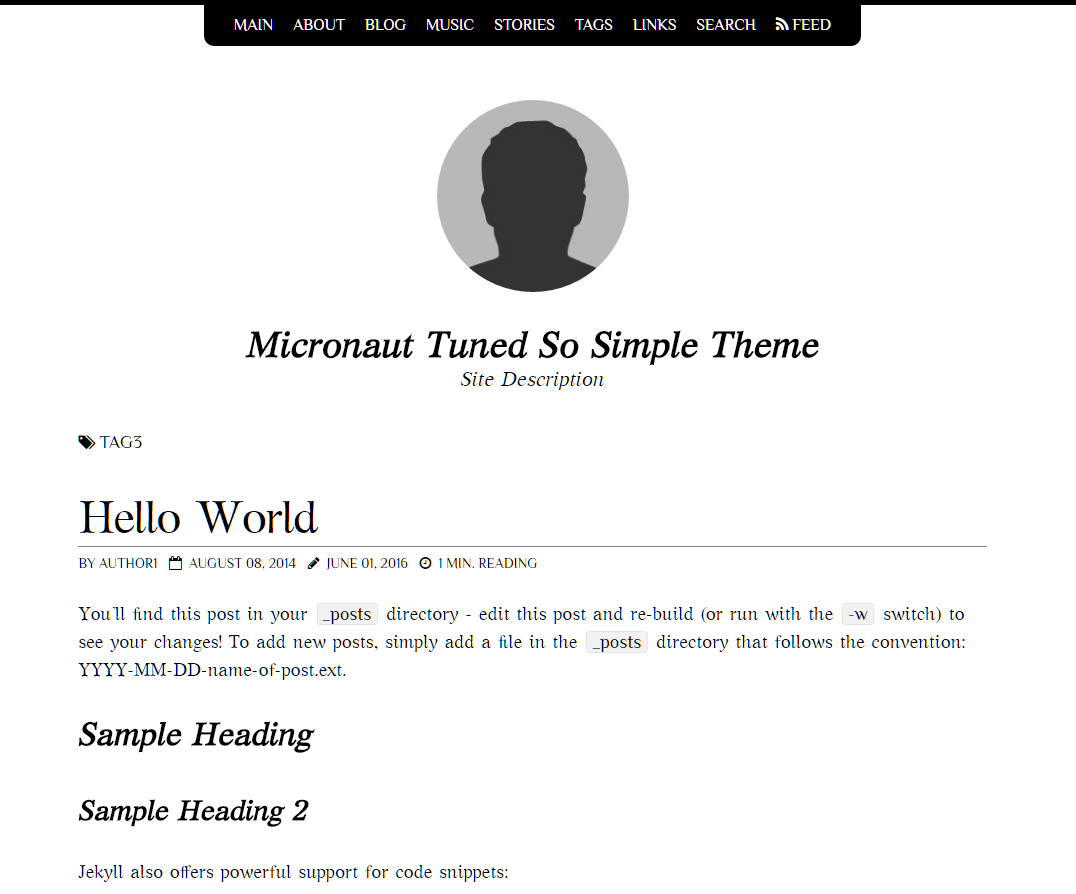 MAIN ABOUT BLOG MUSIC STORIES TAGS LINKS SEARCH FEED
Micronaut Tuned So Simple Theme
Site Description
TAG3
Hello World
BY AUTHOR1 AUGUST 08, 2014 JUNE 01, 2016 1 MIN. READING
You'll find this post in your _posts directory - edit this post and re-build (or run with the -w switch) to
see your changes! To add new posts, simply add a file in the _posts directory that follows the convention:
YYYY-MM-DD-name-of-post.ext.
Sample Heading
Sample Heading 2
Jekyll also offers powerful support for code snippets: